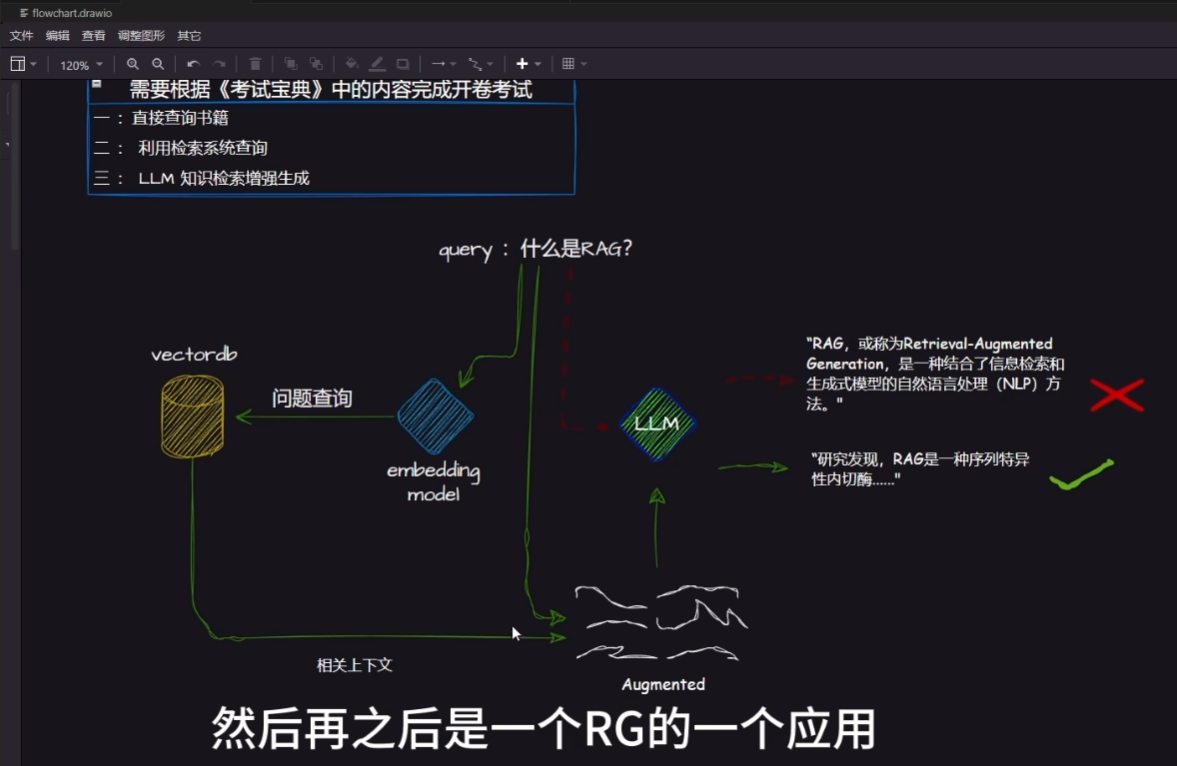 flowchart.drawio
文件 编辑 查看 调整图形 其它
120%
需要根据《考试宝典》中的内容完成开卷考试
一 ： 直接查询书籍
二 ： 利用检索系统查询
三 ： LLM 知识检索增强生成
query ： 什么是RAG?
vectordb
问题查询
embedding
model
LLM
"RAG，或称为Retrieval-Augmented
Generation，是一种结合了信息检索和
生成式模型的自然语言处理（NLP）方
法。"
"研究发现，RAG是一种序列特异
性内切酶......"
相关上下文
Augmented
然后再之后是一个RG的一个应用